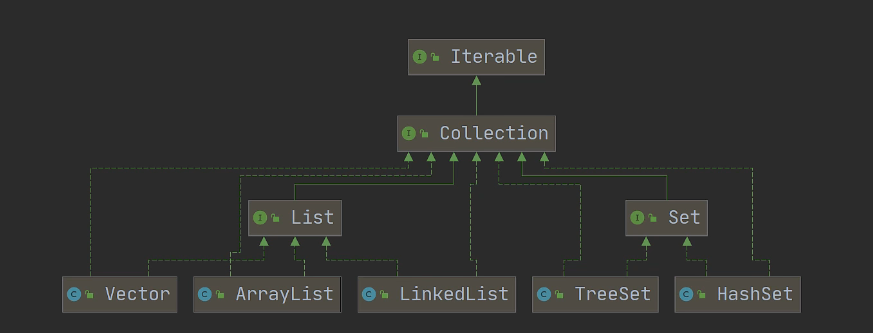 I Iterable
I Collection
I List
I Set
C Vector
C ArrayList
C LinkedList
C TreeSet
C HashSet